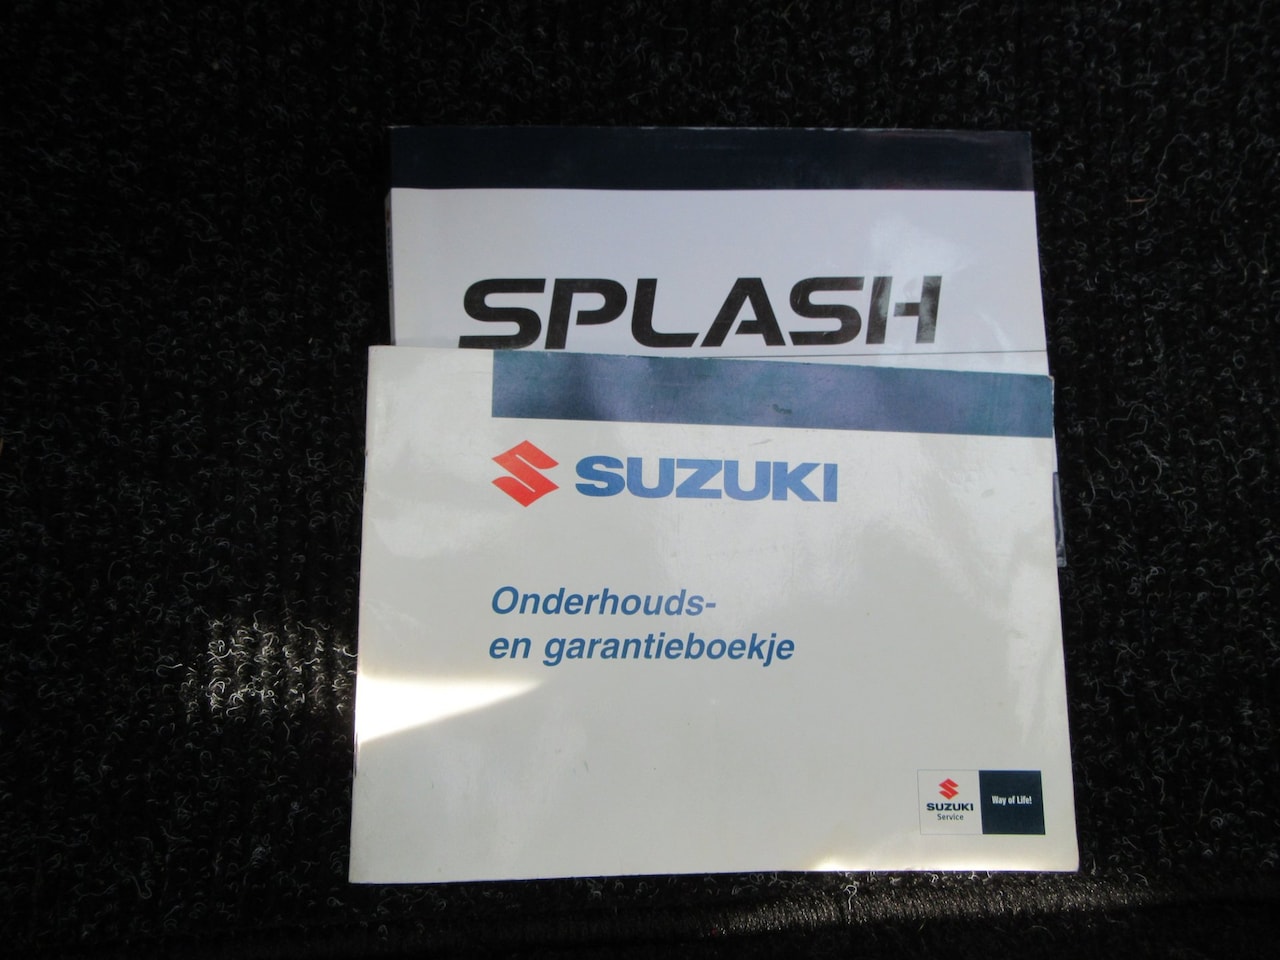 SPLASH
SUZUKI
Onderhouds-
en garantieboekje
SUZUKI
Service
Way of Life!